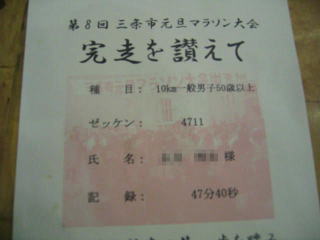 第8回 三条市元旦マラソン大会
完走を讃えて
種 目： 10km一般男子50歳以上
ゼッケン： 4711
氏 名： 様
記 録： 47分40秒